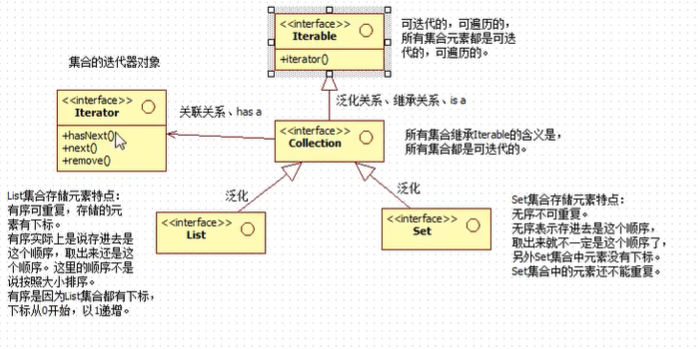 <<interface>>
Iterable
+iterator()
可迭代的，可遍历的，
所有集合元素都是可迭
代的，可遍历的。
集合的迭代器对象
<<interface>>
Iterator
+hasNext()
+next()
+remove()
关联关系、has a
泛化关系、继承关系、is a
<<interface>>
Collection
所有集合继承Iterable的含义是，
所有集合都是可迭代的。
泛化
泛化
<<interface>>
List
<<interface>>
Set
List集合存储元素特点：
有序可重复，存储的元
素有下标。
有序实际上是说存进去是
这个顺序，取出来还是这
个顺序。这里的顺序不是
说按照大小排序。
有序是因为List集合都有下标，
下标从0开始，以1递增。
Set集合存储元素特点：
无序不可重复。
无序表示存进去是这个顺序，
取出来就不一定是这个顺序了，
另外Set集合中元素没有下标。
Set集合中的元素还不能重复。